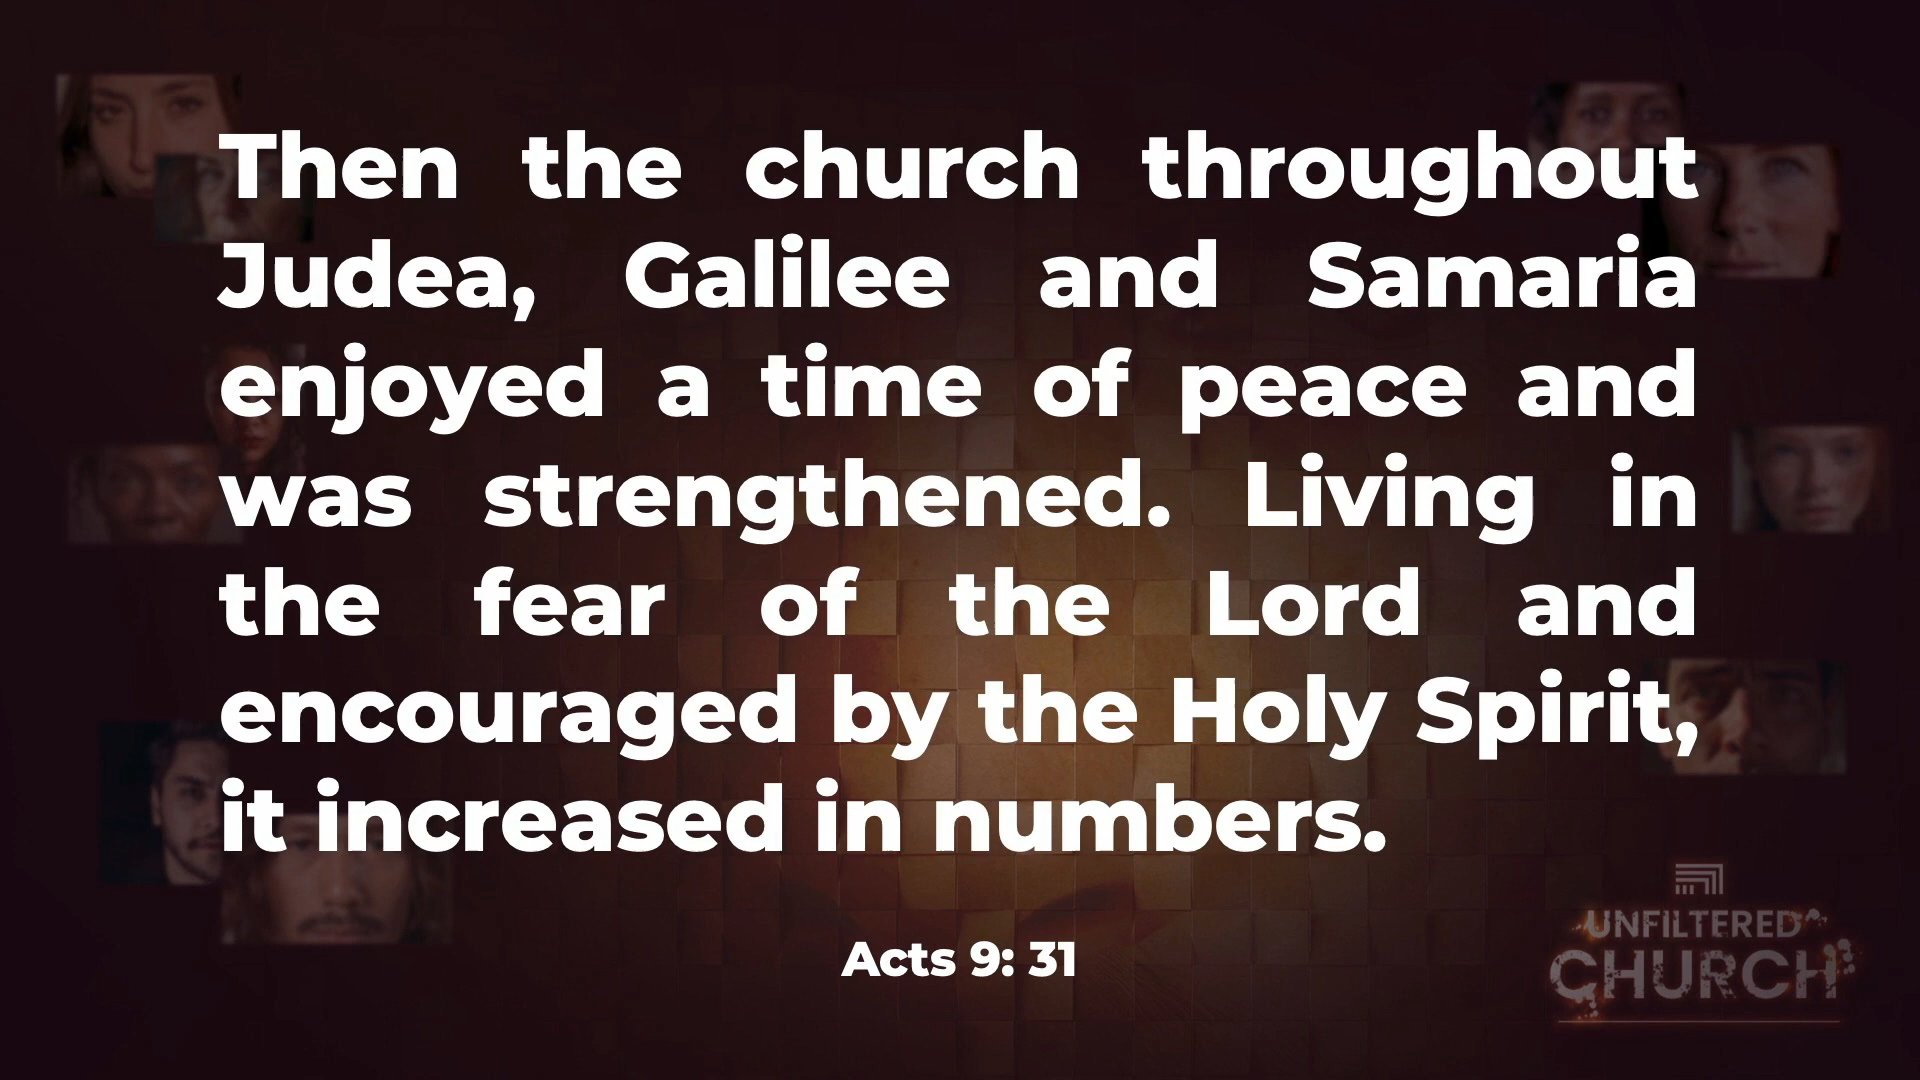 Then the church throughout
Judea, Galilee and Samaria
enjoyed a time of peace and
was strengthened. Living in
the fear of the Lord and
encouraged by the Holy Spirit,
it increased in numbers.
Acts 9: 31
UNFILTERED
CHURCH